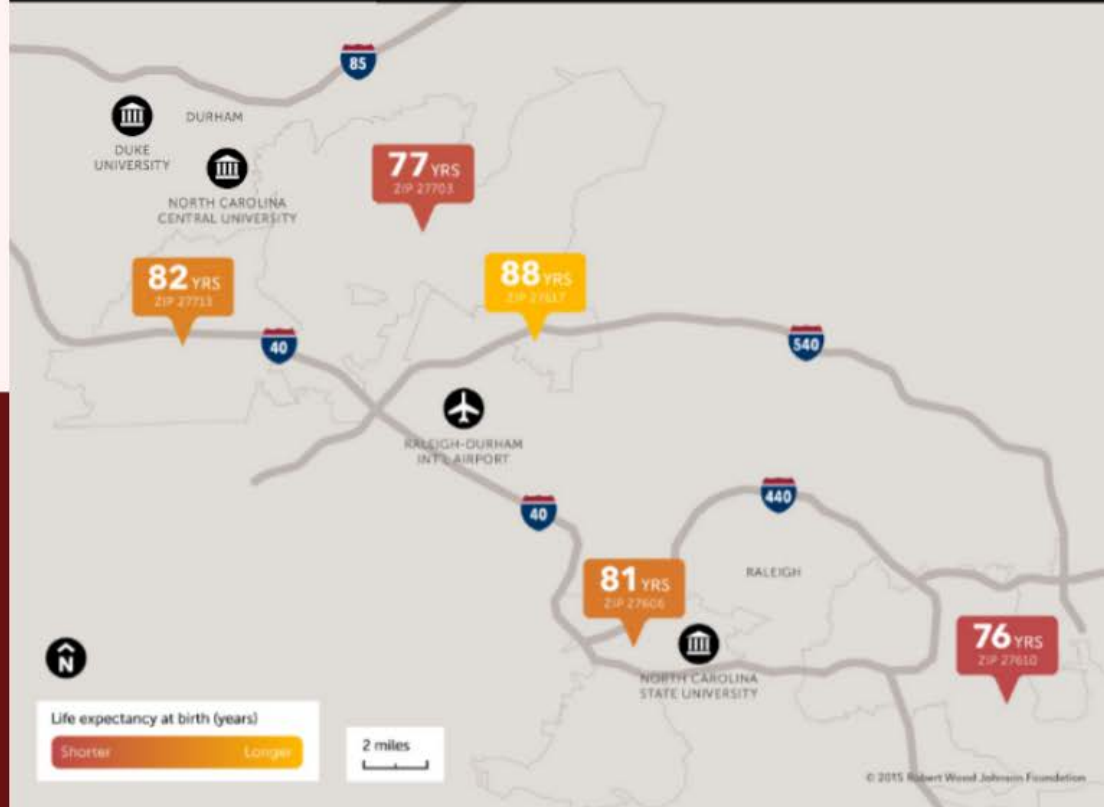 85
DURHAM
DUKE
UNIVERSITY
NORTH CAROLINA
CENTRAL UNIVERSITY
77 YRS
ZIP 27703
82 YRS
ZIP 27713
88 YRS
ZIP 27617
40
540
RALEIGH-DURHAM
INT'L AIRPORT
40
440
81 YRS
ZIP 27606
RALEIGH
NORTH CAROLINA
STATE UNIVERSITY
76 YRS
ZIP 27610
N
Life expectancy at birth (years)
Shorter Longer
2 miles
© 2015 Robert Wood Johnson Foundation